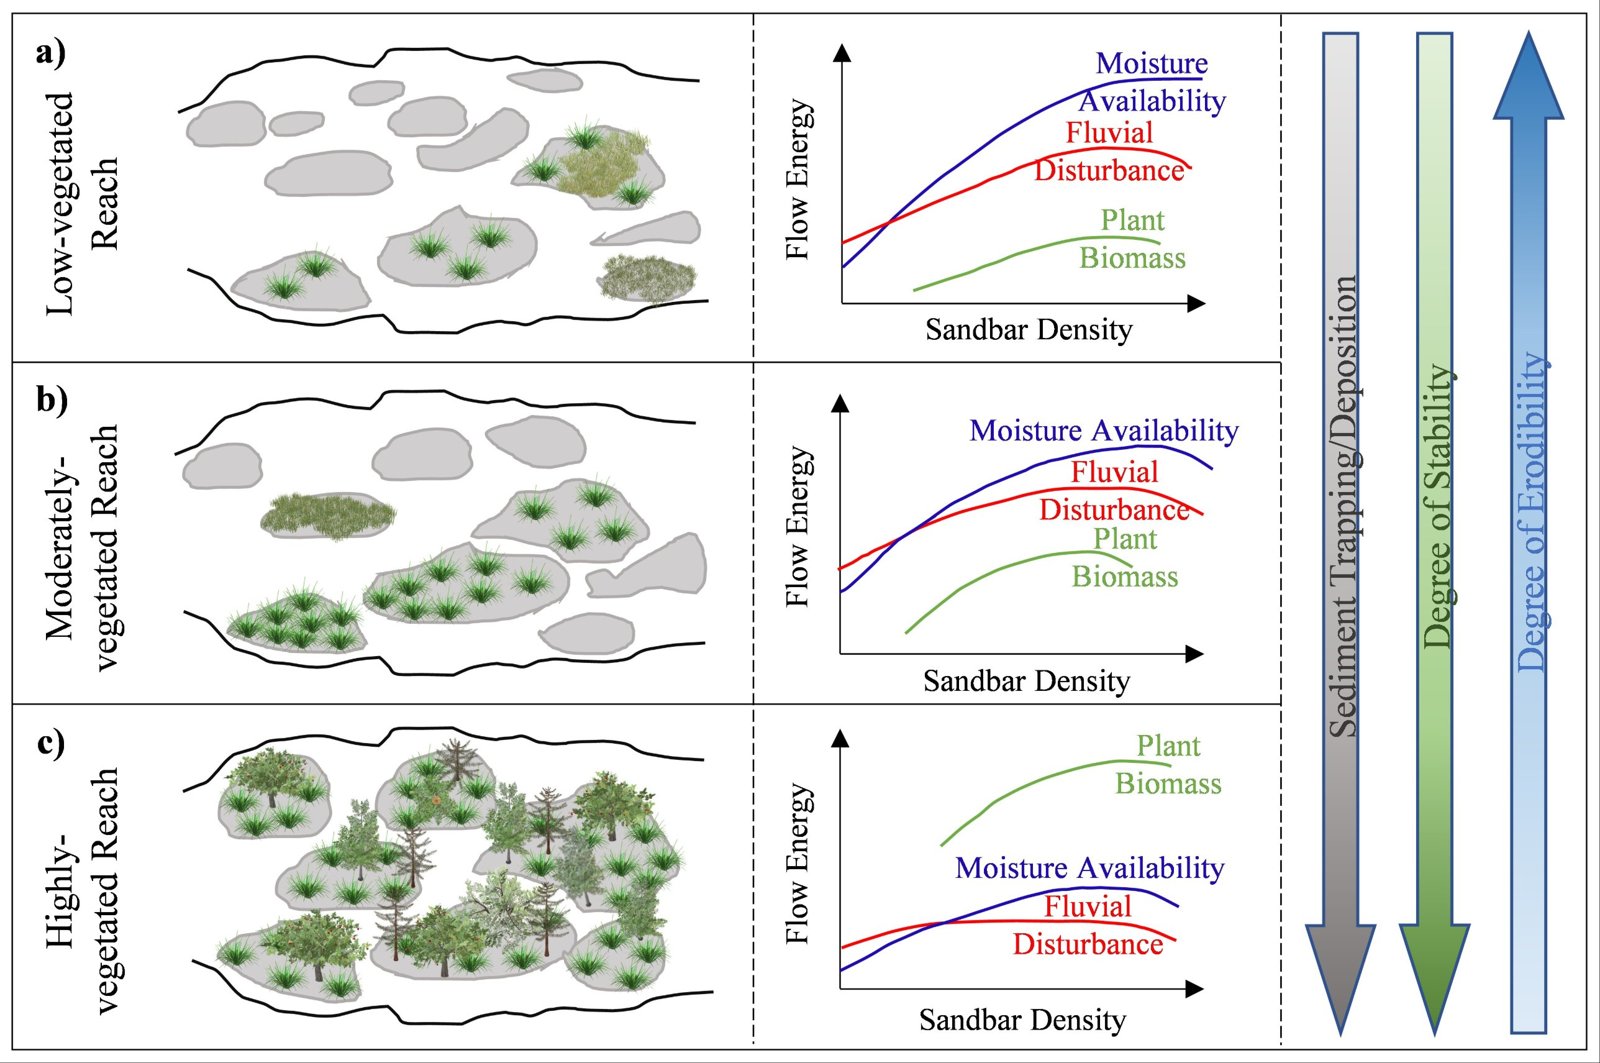 a)
Low-vegetated
Reach
Flow Energy
Moisture
Availability
Fluvial
Disturbance
Plant
Biomass
Sandbar Density
b)
Moderately-
vegetated Reach
Flow Energy
Moisture Availability
Fluvial
Disturbance
Plant
Biomass
Sandbar Density
c)
Highly-
vegetated Reach
Flow Energy
Plant
Biomass
Moisture Availability
Fluvial
Disturbance
Sandbar Density
Sediment Trapping/Deposition
Degree of Stability
Degree of Erodibility